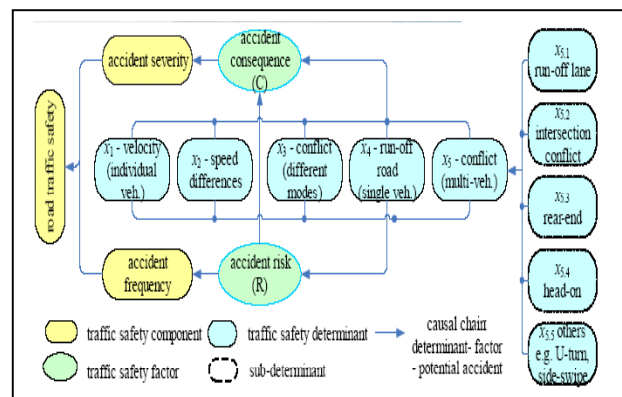 accident severity
accident
consequence
(C)
road traffic safety
x1 - velocity
(individual
veh.)
x2 - speed
differences
x3 - conflict
(different
modes)
x4 - run-off
road
(single veh.)
x5 - conflict
(multi-veh.)
x5.1
run-off lane
x5.2
intersection
conflict
x5.3
rear-end
x5.4
head-on
x5.5 others
e.g. U-turn,
side-swipe
accident
frequency
accident risk
(R)
traffic safety component
traffic safety determinant
causal chain
determinant- factor
- potential accident
traffic safety factor
sub-determinant